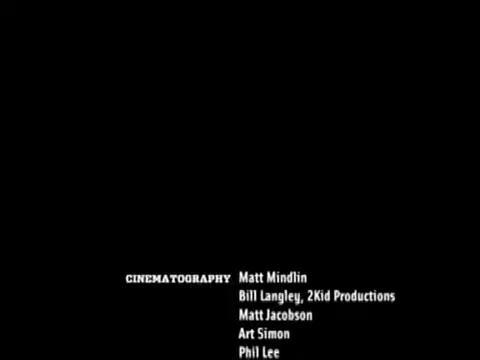 CINEMATOGRAPHY Matt Mindlin
Bill Langley, 2Kid Productions
Matt Jacobson
Art Simon
Phil Lee